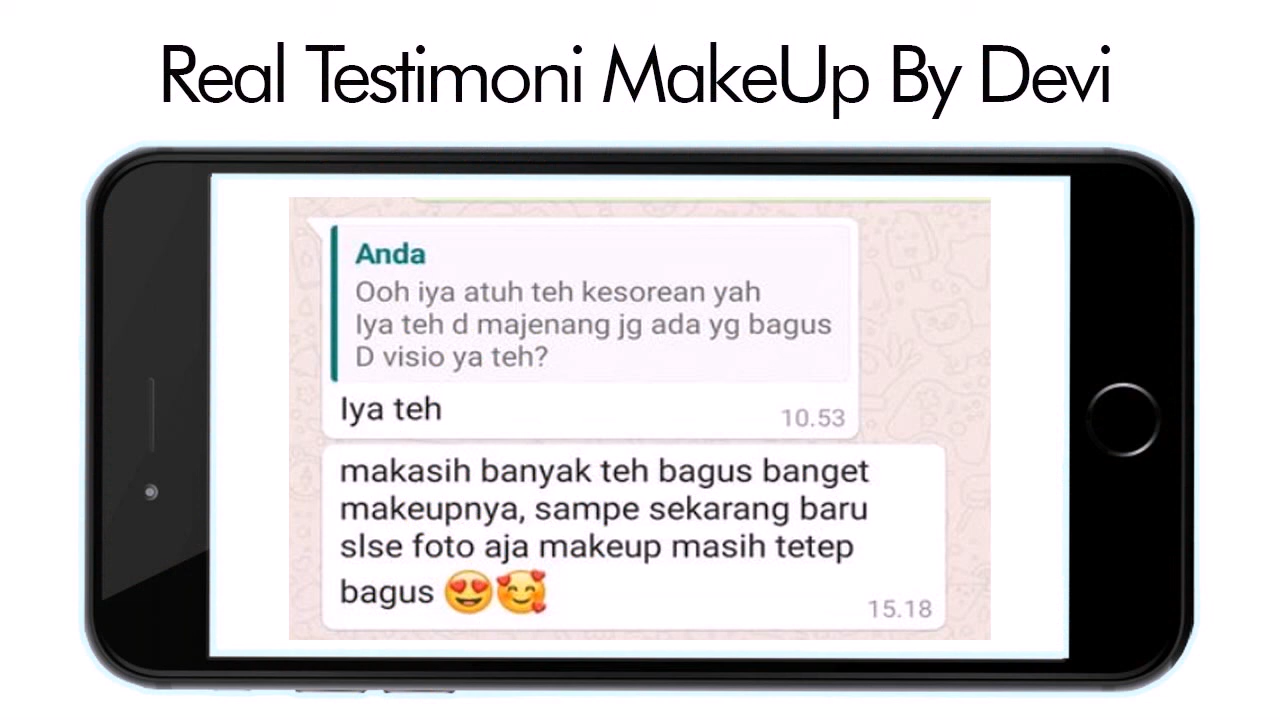 Real Testimoni MakeUp By Devi
Anda
Ooh iya atuh teh kesorean yah
Iya teh d majenang jg ada yg bagus
D visio ya teh?
Iya teh
10.53
makasih banyak teh bagus banget
makeupnya, sampe sekarang baru
slse foto aja makeup masih tetep
bagus 😍🥰
15.18